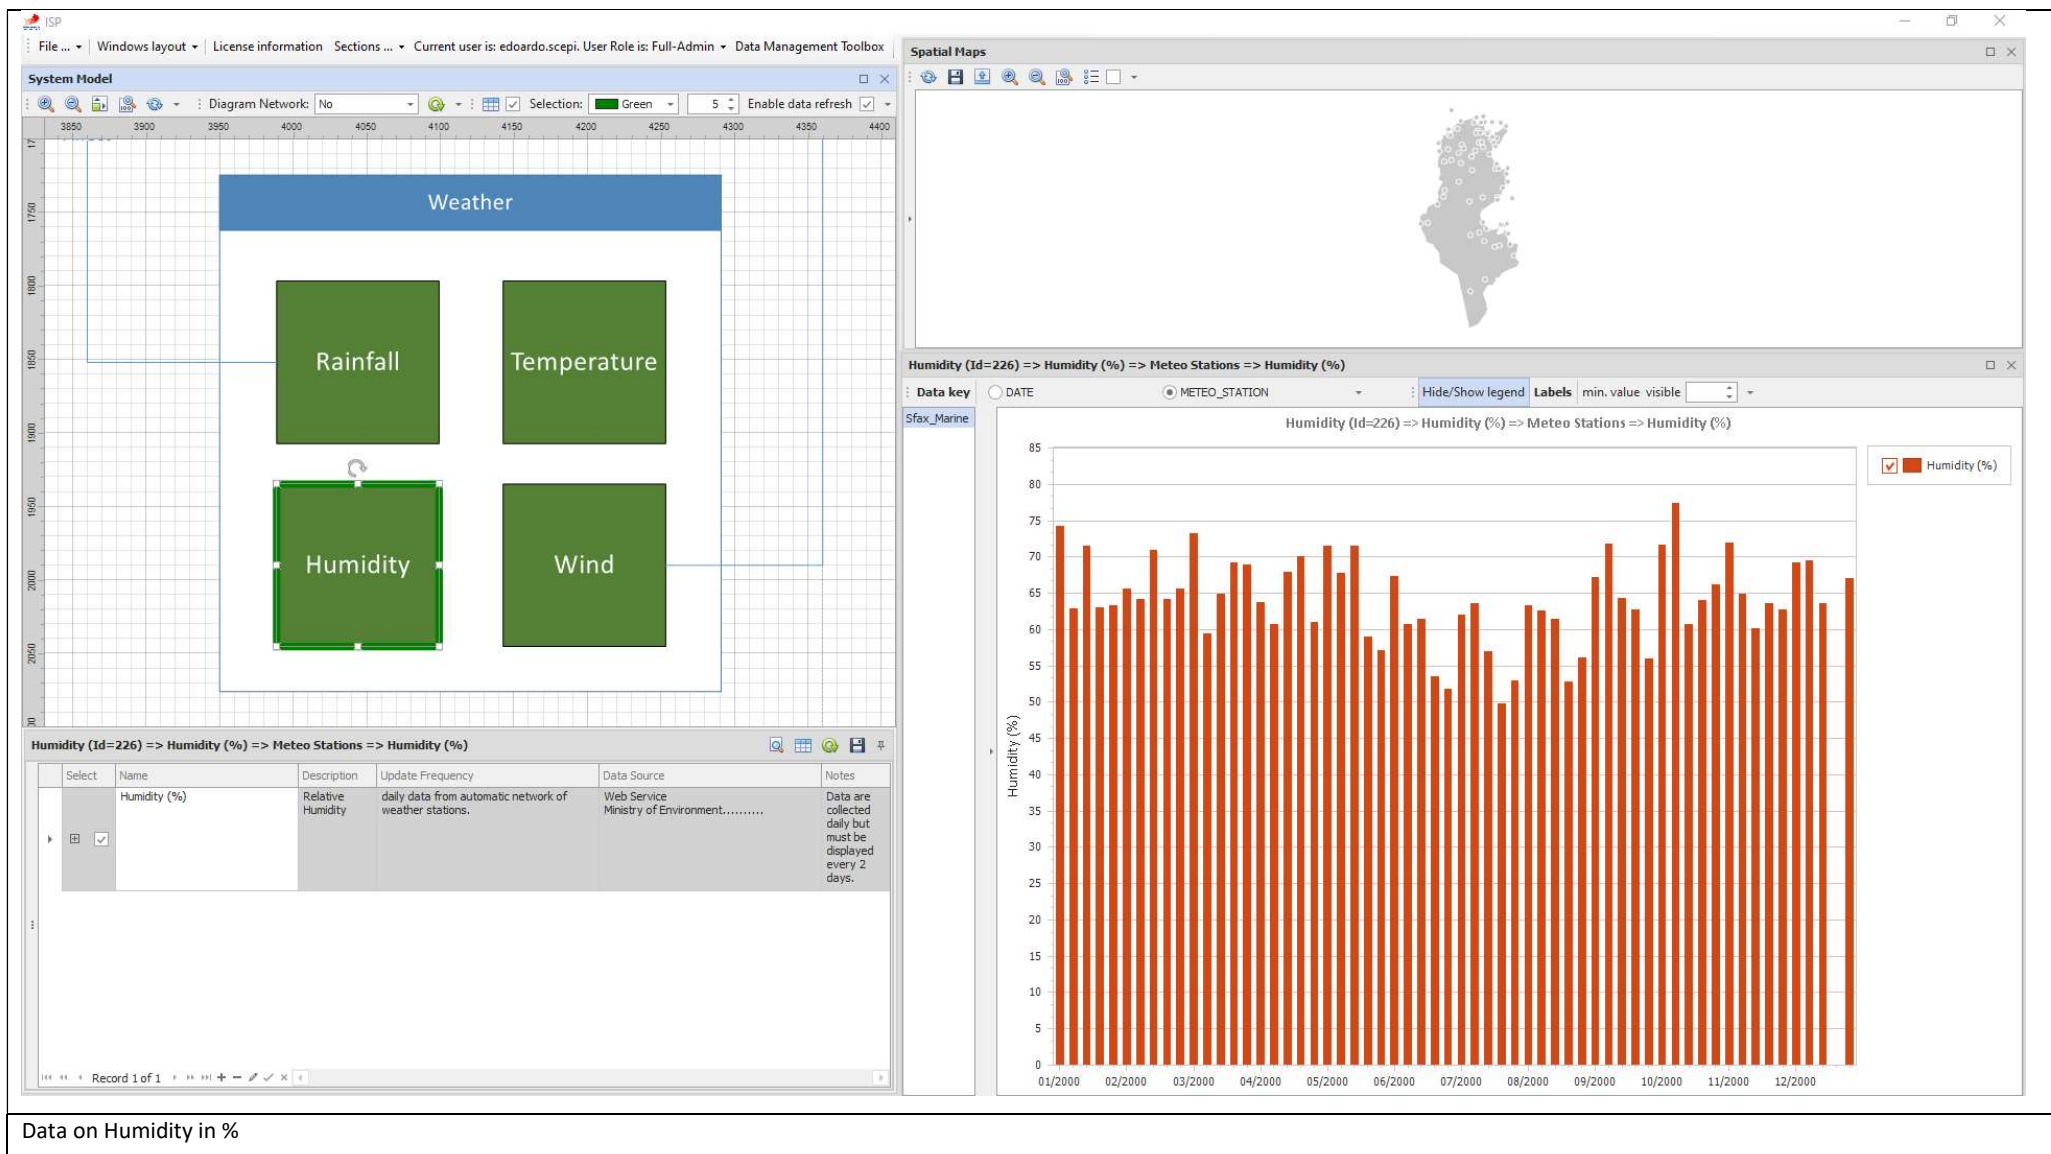 ISP
File ... Windows layout License information Sections ... Current user is: edoardo.scepi. User Role is: Full-Admin Data Management Toolbox
System Model
Diagram Network: No Selection: Green 5 Enable data refresh
3850 3900 3950 4000 4050 4100 4150 4200 4250 4300 4350 4400
17
1750
1800
1850
1900
1950
2000
2050
Weather
Rainfall Temperature
Humidity Wind
Humidity (Id=226) => Humidity (%) => Meteo Stations => Humidity (%)
Select Name Description Update Frequency Data Source Notes
Humidity (%) Relative daily data from automatic network of Web Service Data are
Humidity weather stations. Ministry of Environment.......... collected
daily but
must be
displayed
every 2
days.
Record 1 of 1
Spatial Maps
Humidity (Id=226) => Humidity (%) => Meteo Stations => Humidity (%)
Data key DATE METEO_STATION Hide/Show legend Labels min. value visible
Sfax_Marine
Humidity (Id=226) => Humidity (%) => Meteo Stations => Humidity (%)
Humidity (%)
85
80
75
70
65
60
55
50
45
40
35
30
25
20
15
10
5
0
Humidity (%)
01/2000 02/2000 03/2000 04/2000 05/2000 06/2000 07/2000 08/2000 09/2000 10/2000 11/2000 12/2000
Data on Humidity in %